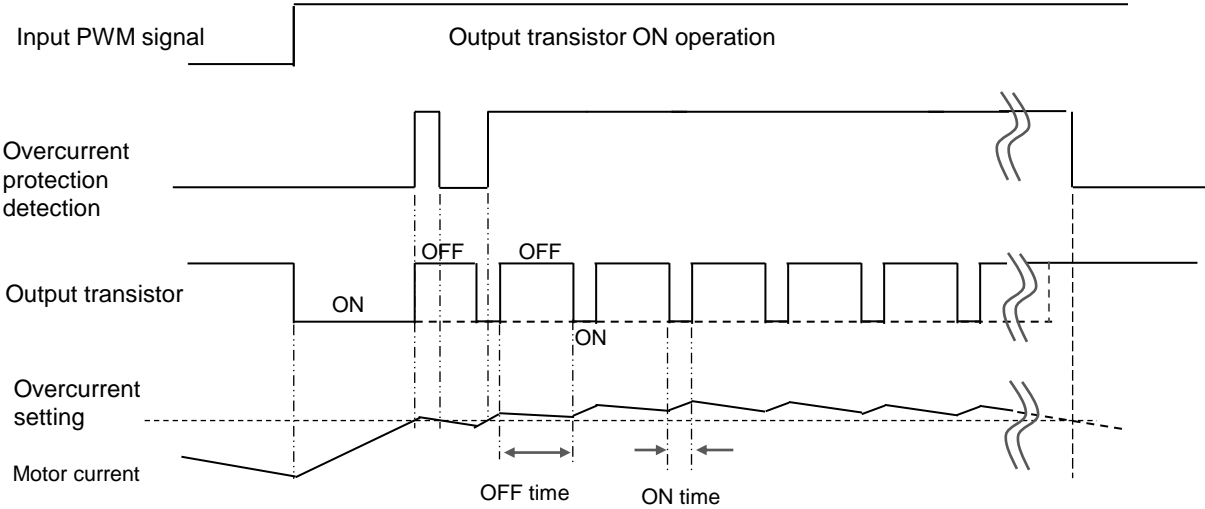 Input PWM signal
Output transistor ON operation
Overcurrent
protection
detection
OFF
OFF
Output transistor
ON
ON
Overcurrent
setting
Motor current
OFF time
ON time